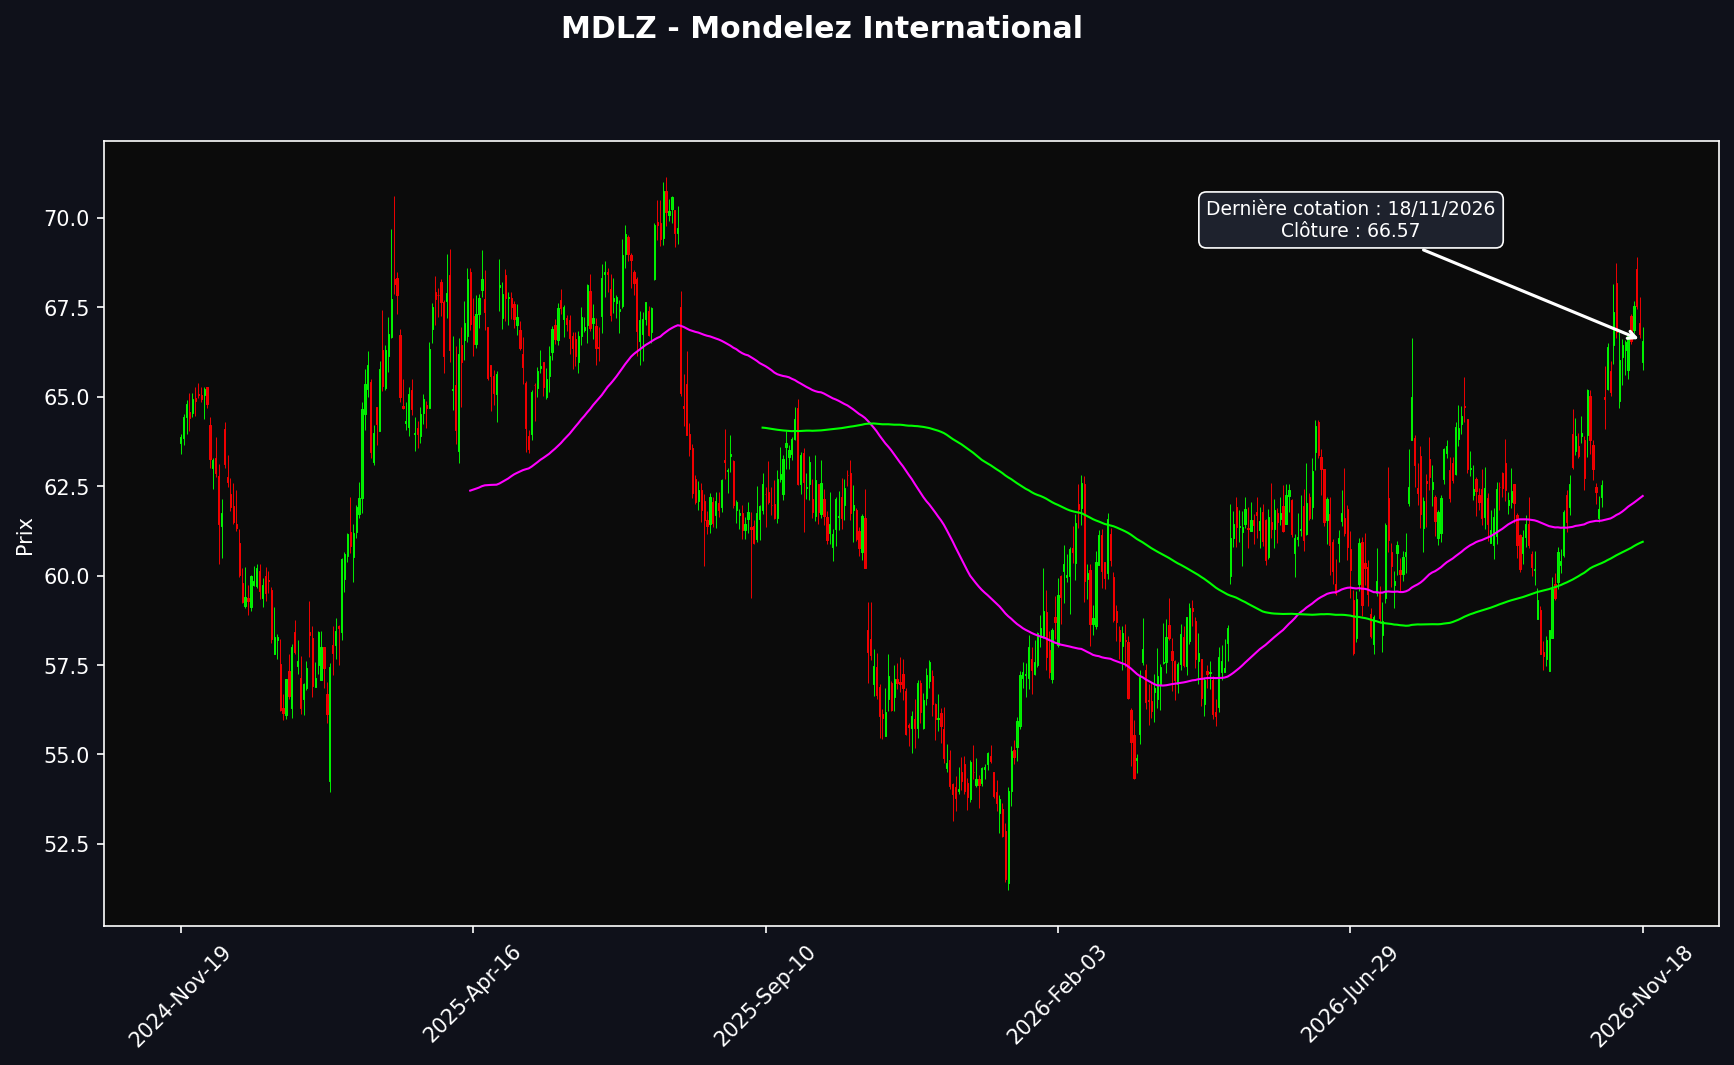 MDLZ - Mondelez International
Dernière cotation : 18/11/2026
Clôture : 66.57
Prix
70.0
67.5
65.0
62.5
60.0
57.5
55.0
52.5
2024-Nov-19
2025-Apr-16
2025-Sep-10
2026-Feb-03
2026-Jun-29
2026-Nov-18